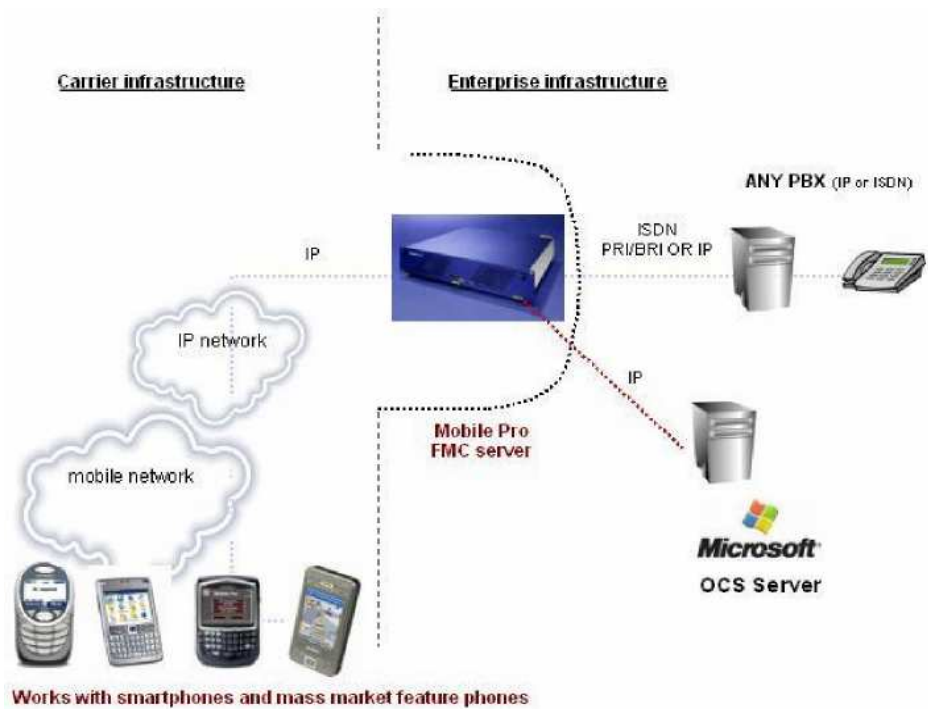 Carrier infrastructure
Enterprise infrastructure
ANY PBX (IP or ISDN)
ISDN
PRI/BRI OR IP
IP
IP network
IP
Mobile Pro
FMC server
mobile network
Microsoft
OCS Server
Works with smartphones and mass market feature phones